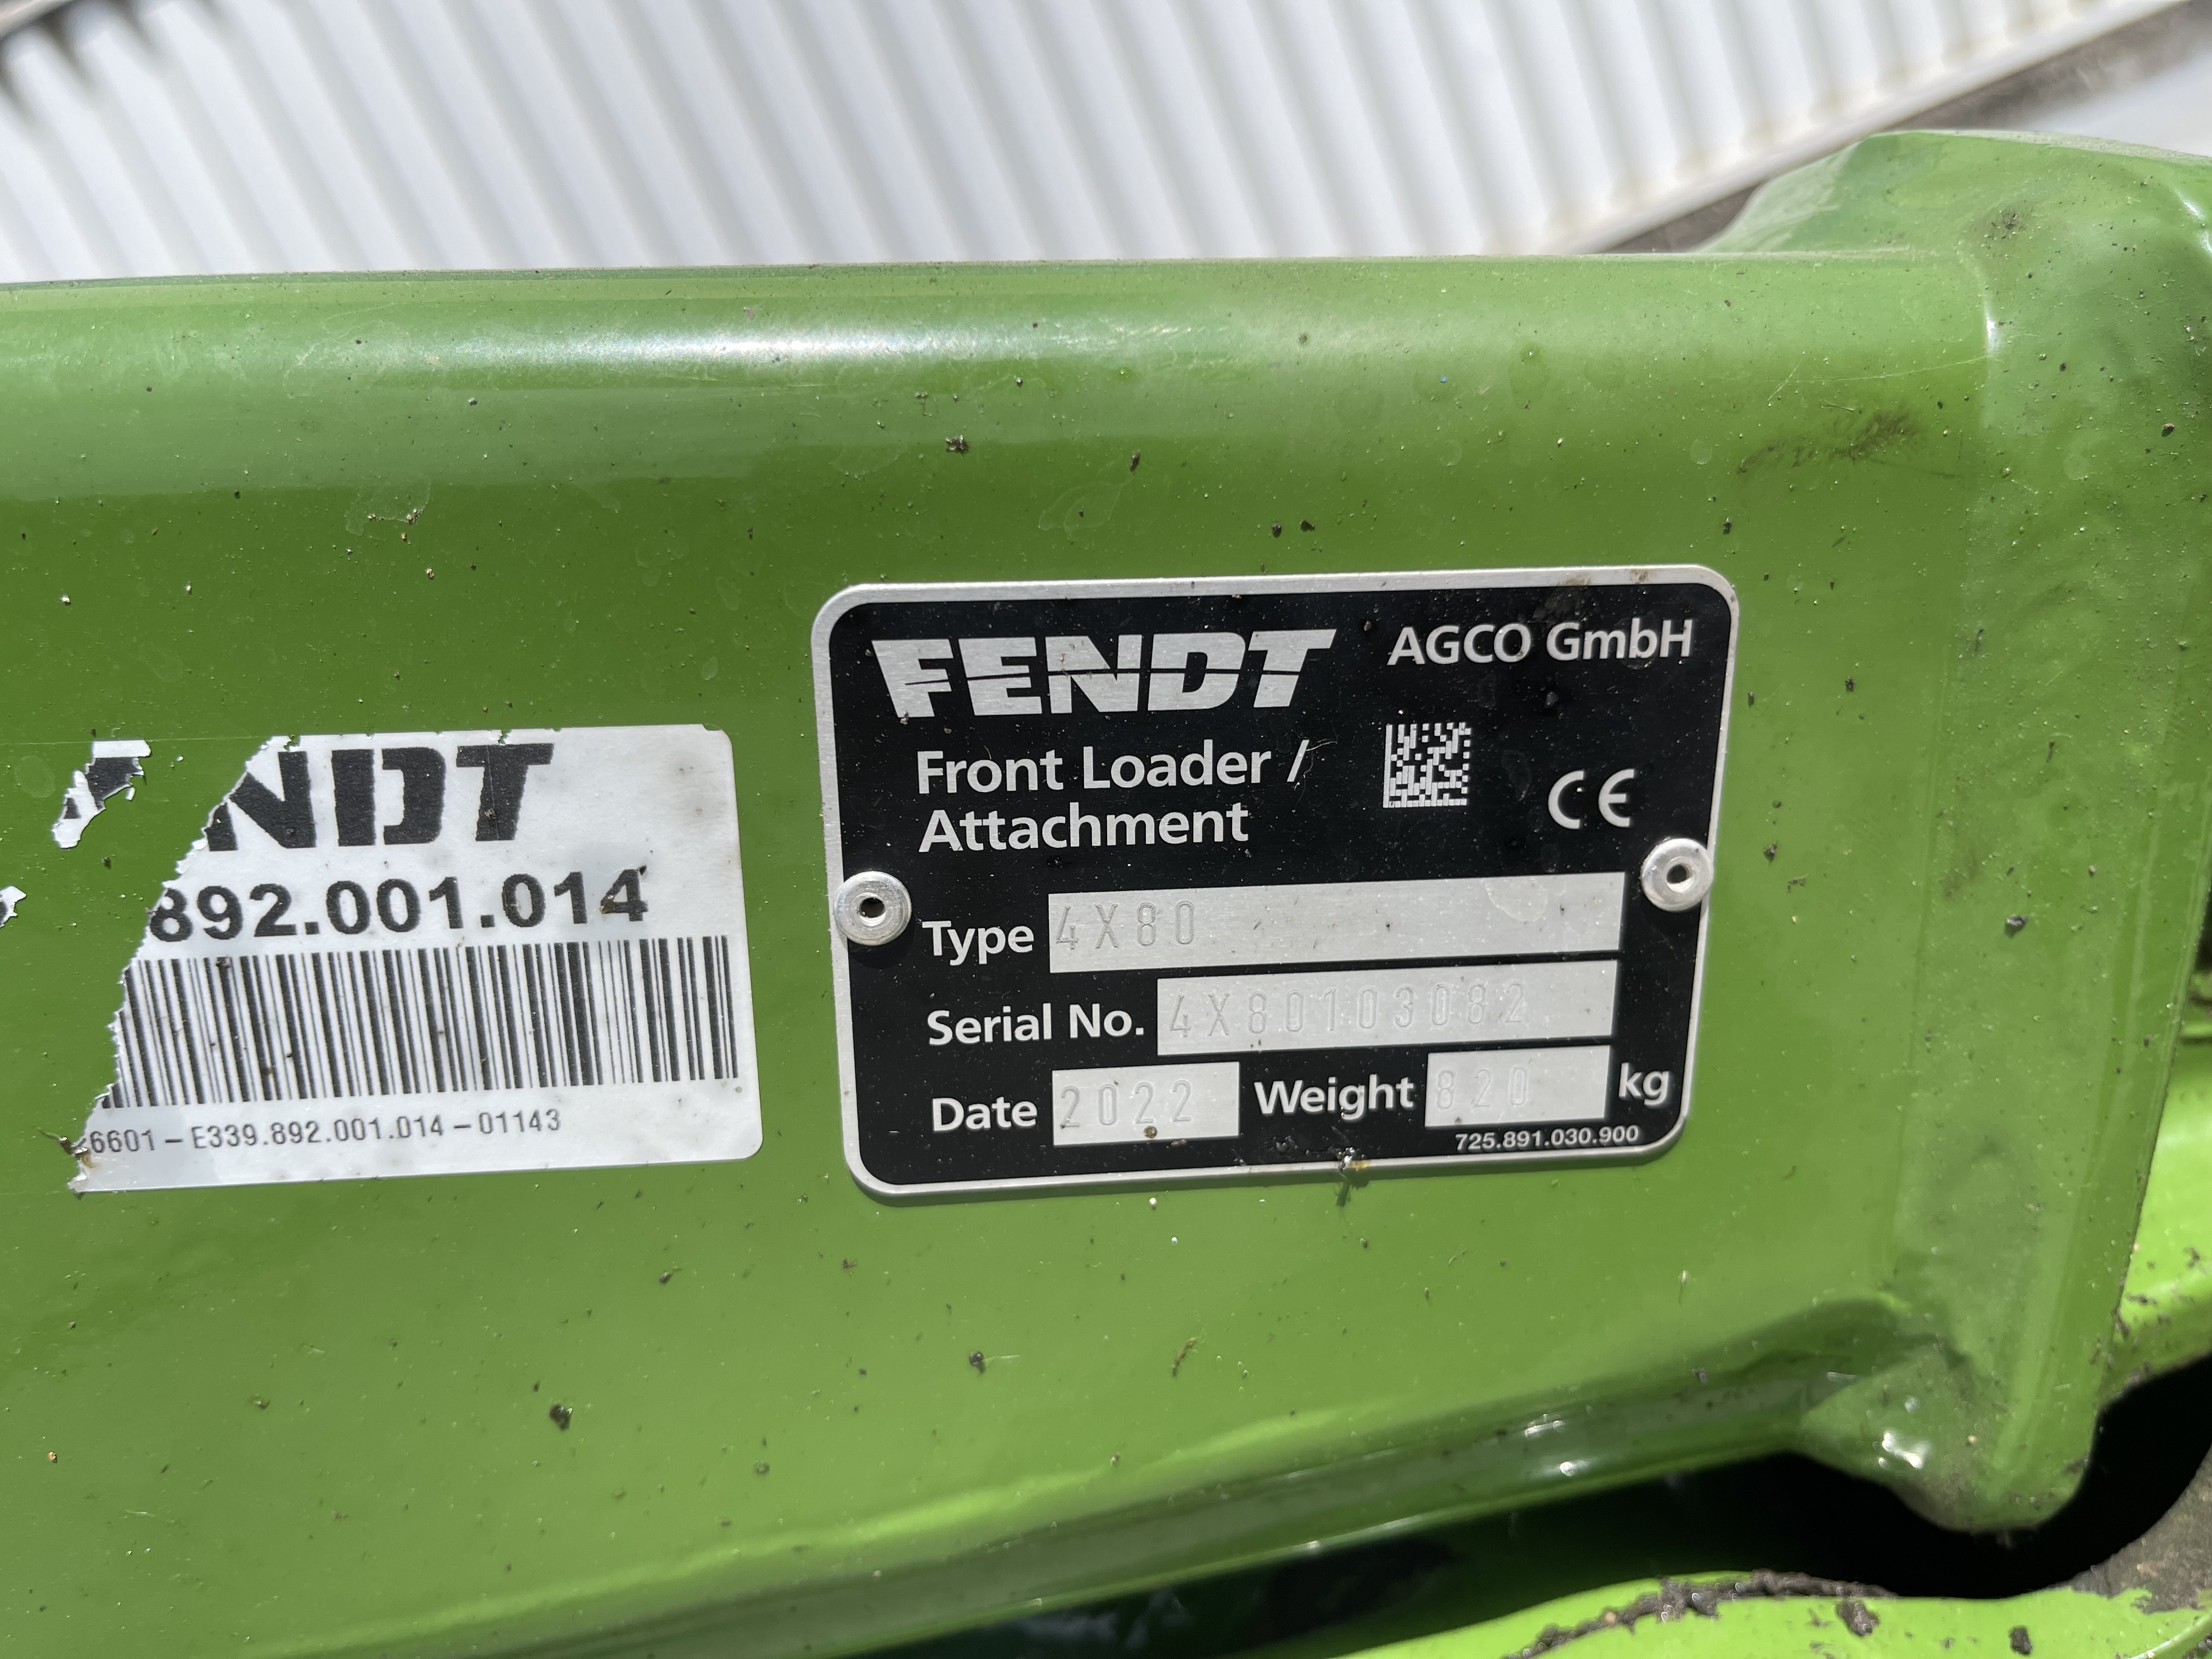 NDT
892.001.014
6601-E339.892.001.014-01143
FENDT AGCO GmbH
Front Loader /
Attachment
CE
Type 4X80
Serial No. 4X80103082
Date 2022 Weight 820 kg
725.891.030.900